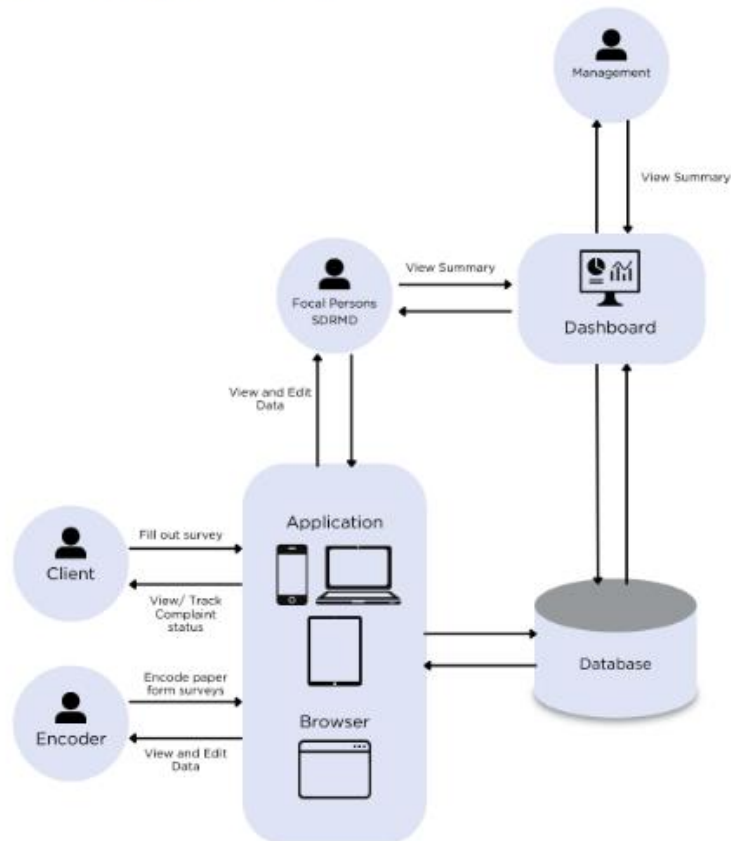 Management
View Summary
View Summary
Focal Persons
SDRMD
Dashboard
View and Edit
Data
Application
Fill out survey
Client
View/ Track
Complaint
status
Encode paper
form surveys
Database
Browser
Encoder
View and Edit
Data